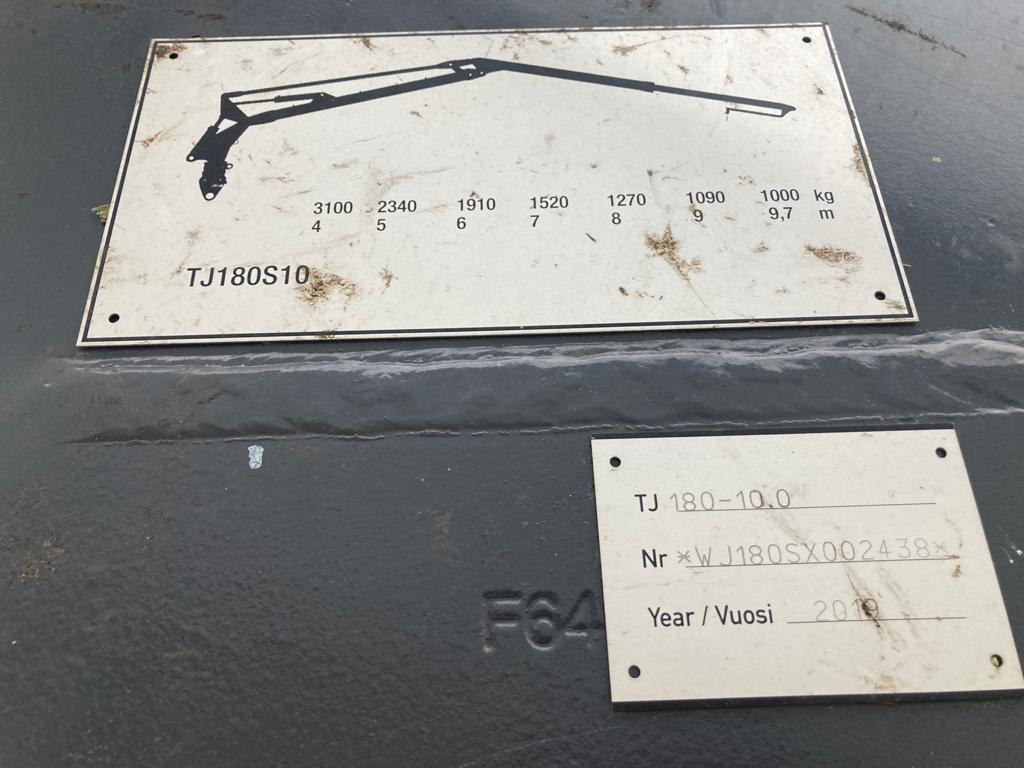 3100 2340 1910 1520 1270 1090 1000 kg
4 5 6 7 8 9 9,7 m
TJ180S10
TJ 180-10.0
Nr *WJ180SX002438*
Year / Vuosi 2019
F64